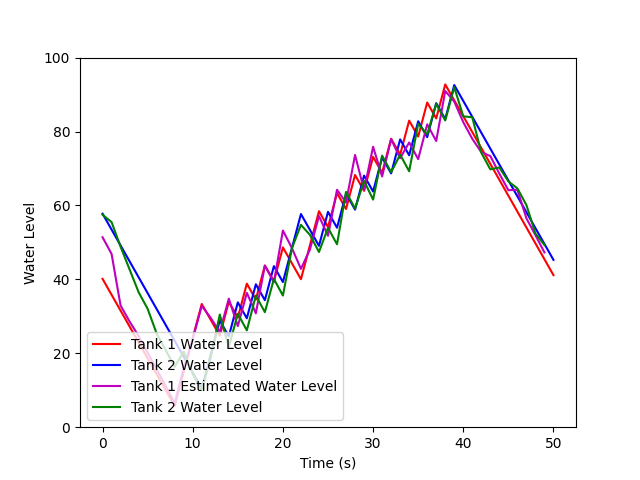 100
80
60
40
20
0
Water Level
Tank 1 Water Level
Tank 2 Water Level
Tank 1 Estimated Water Level
Tank 2 Water Level
0 10 20 30 40 50
Time (s)